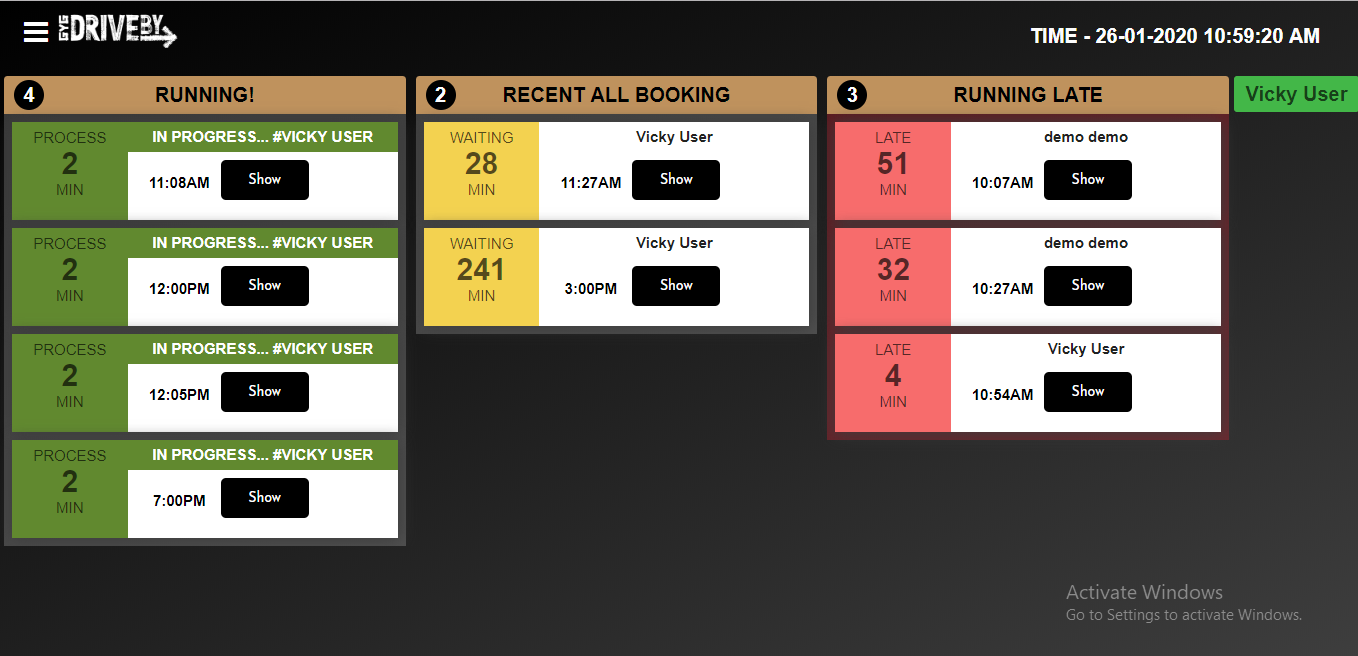 GYG DRIVEBY
TIME - 26-01-2020 10:59:20 AM
4 RUNNING!
PROCESS
2
MIN
IN PROGRESS... #VICKY USER
11:08AM Show
PROCESS
2
MIN
IN PROGRESS... #VICKY USER
12:00PM Show
PROCESS
2
MIN
IN PROGRESS... #VICKY USER
12:05PM Show
PROCESS
2
MIN
IN PROGRESS... #VICKY USER
7:00PM Show
2 RECENT ALL BOOKING
WAITING
28
MIN
Vicky User
11:27AM Show
WAITING
241
MIN
Vicky User
3:00PM Show
3 RUNNING LATE
LATE
51
MIN
demo demo
10:07AM Show
LATE
32
MIN
demo demo
10:27AM Show
LATE
4
MIN
Vicky User
10:54AM Show
Vicky User
Activate Windows
Go to Settings to activate Windows.